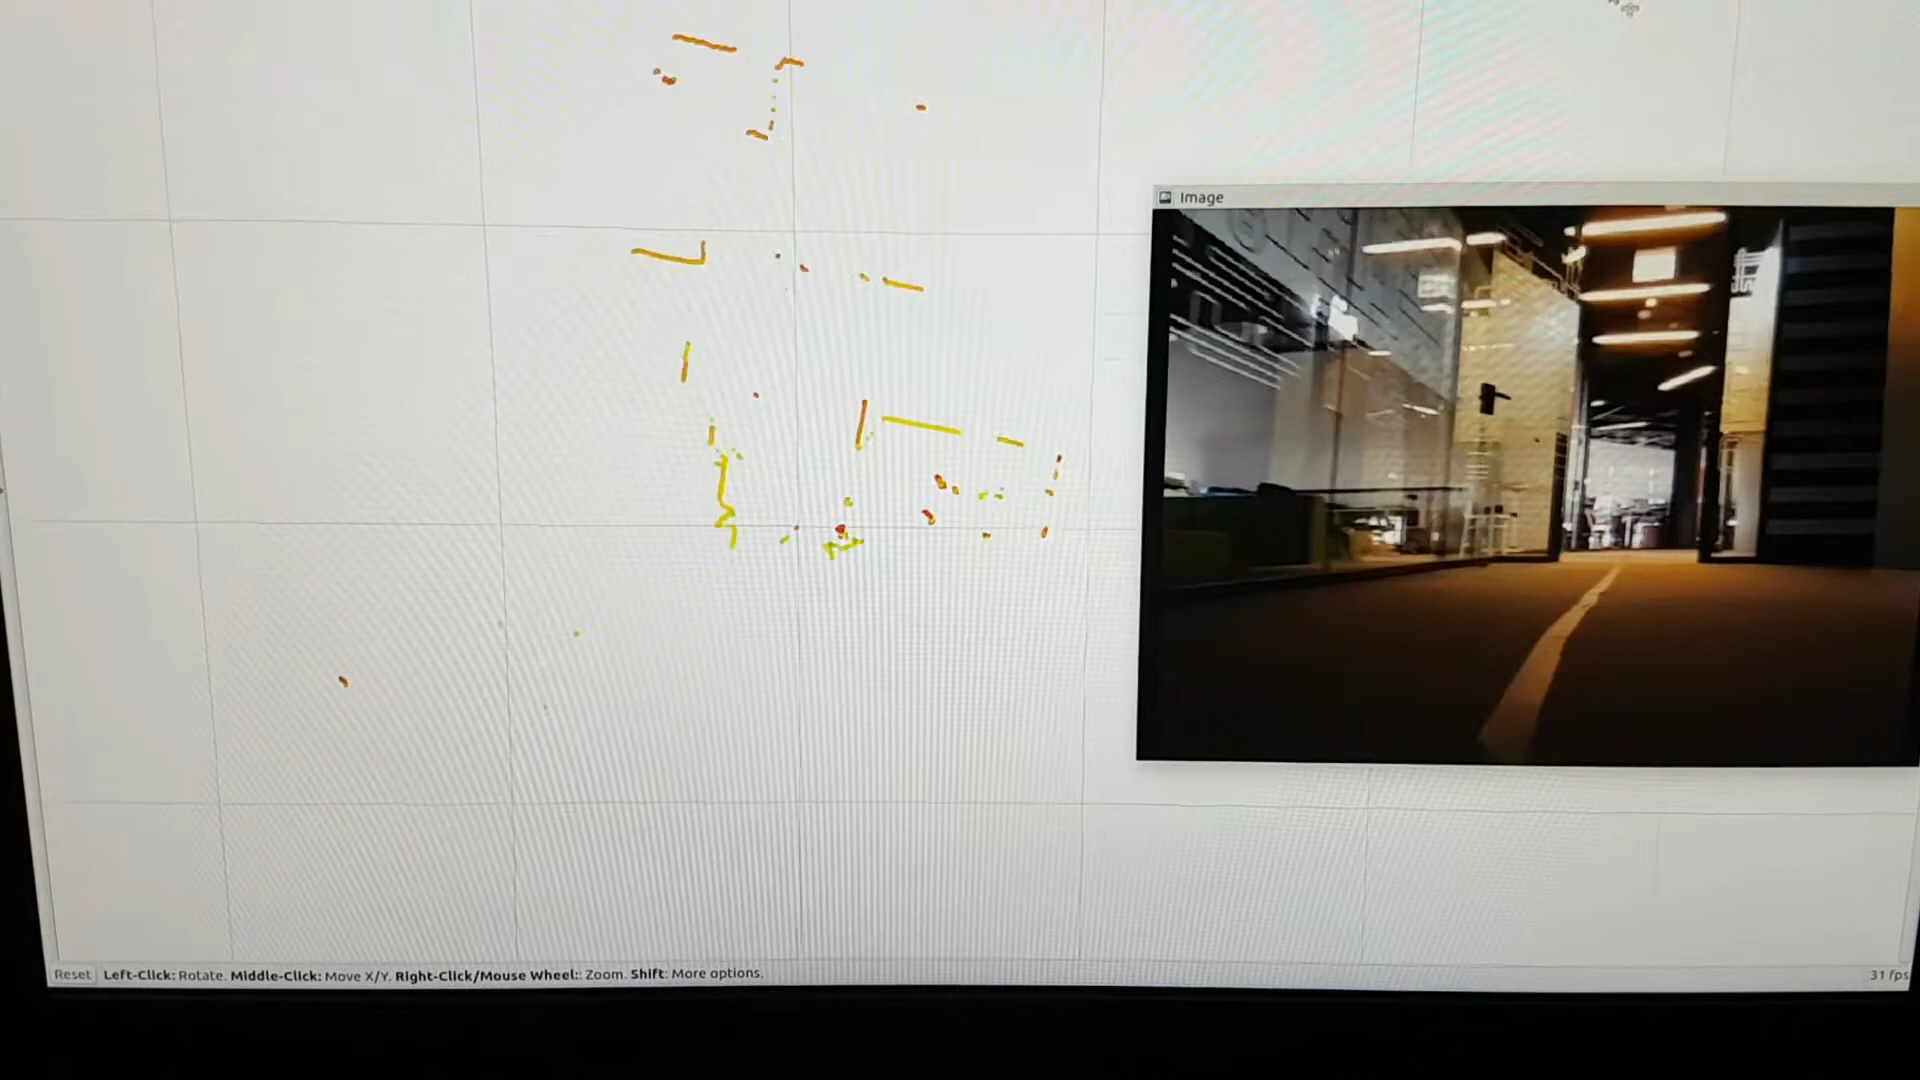 Image
Reset Left-Click: Rotate. Middle-Click: Move X/Y. Right-Click/Mouse Wheel:: Zoom. Shift: More options.
31 fps